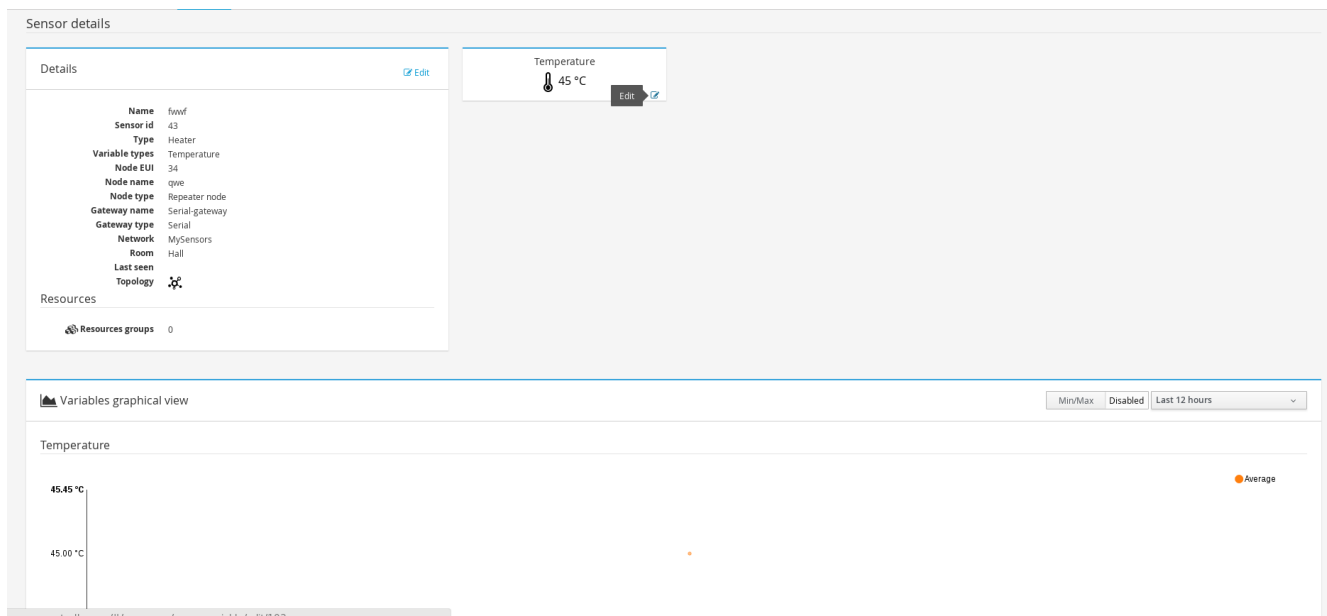 Sensor details
Details
Edit
Temperature
45 °C
Edit
Name fwwf
Sensor id 43
Type Heater
Variable types Temperature
Node EUI 34
Node name qwe
Node type Repeater node
Gateway name Serial-gateway
Gateway type Serial
Network MySensors
Room Hall
Last seen
Topology
Resources
Resources groups 0
Variables graphical view
Min/Max Disabled Last 12 hours
Temperature
Average
45.45 °C
45.00 °C